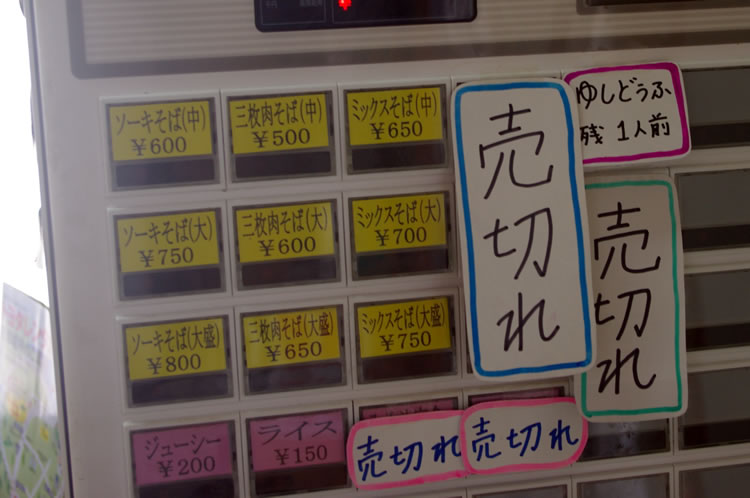 ソーキそば(中)
¥600
三枚肉そば(中)
¥500
ミックスそば(中)
¥650
売切れ
ゆしどうふ
残 1人前
ソーキそば(大)
¥750
三枚肉そば(大)
¥600
ミックスそば(大)
¥700
売切れ
ソーキそば(大盛)
¥800
三枚肉そば(大盛)
¥650
ミックスそば(大盛)
¥750
ジューシー
¥200
ライス
¥150
売切れ
売切れ